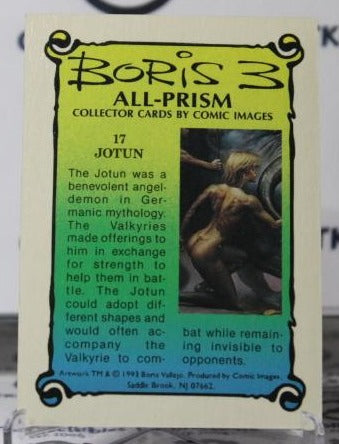 BORIS 3
ALL-PRISM
COLLECTOR CARDS BY COMIC IMAGES
17
JOTUN
The Jotun was a
benevolent angel-
demon in Ger-
manic mythology.
The Valkyries
made offerings to
him in exchange
for strength to
help them in bat-
tle. The Jotun
could adopt dif-
ferent shapes and
would often ac-
company the
Valkyrie to com-
bat while remain-
ing invisible to
opponents.
Artwork TM & © 1993 Boris Vallejo. Produced by Comic Images
Saddle Brook, NJ 07662.